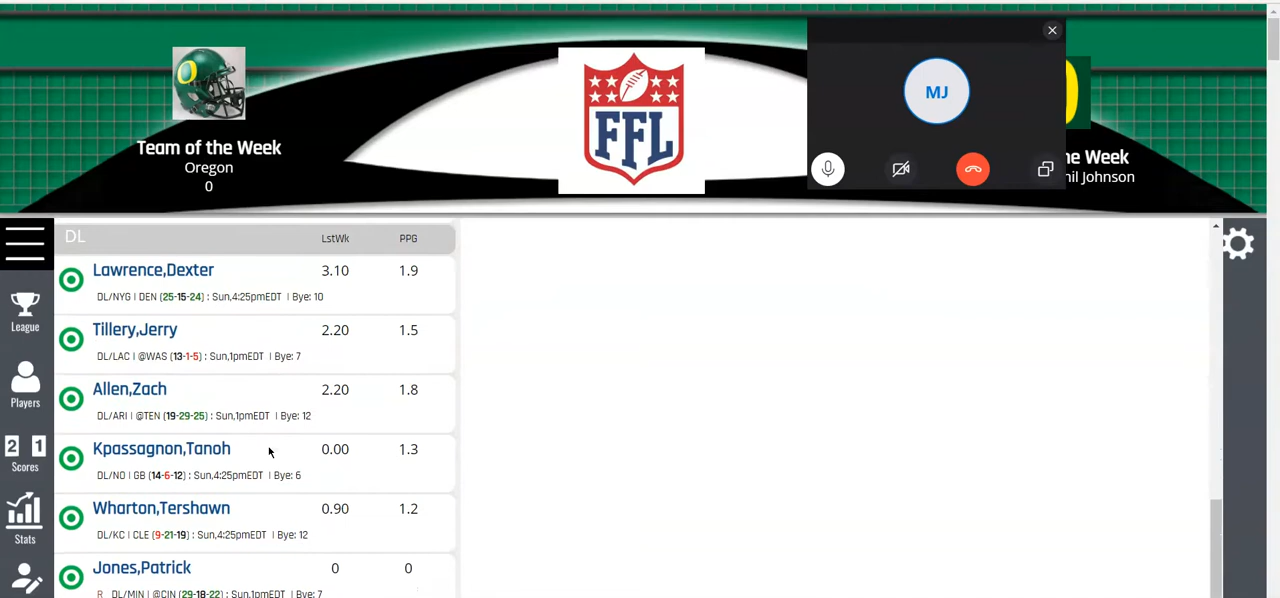 MJ
Team of the Week
Oregon
0
FFL
he Week
nil Johnson
League
Players
2 1
Scores
Stats
DL LstWk PPG
Lawrence,Dexter 3.10 1.9
DL/NYG | DEN (25-15-24) : Sun,4:25pmEDT | Bye: 10
Tillery,Jerry 2.20 1.5
DL/LAC | @WAS (13-1-5) : Sun,1pmEDT | Bye: 7
Allen,Zach 2.20 1.8
DL/ARI | @TEN (19-29-25) : Sun,1pmEDT | Bye: 12
Kpassagnon,Tanoh 0.00 1.3
DL/NO | GB (14-6-12) : Sun,4:25pmEDT | Bye: 6
Wharton,Tershawn 0.90 1.2
DL/KC | CLE (9-21-19) : Sun,4:25pmEDT | Bye: 12
Jones,Patrick 0 0
R DL/MIN | @CIN (29-18-22) : Sun,1pmEDT | Bye: 7